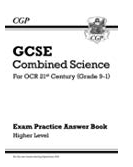 CGP
GCSE
Combined Science
For OCR 21st Century (Grade 9-1)
Exam Practice Answer Book
Higher Level